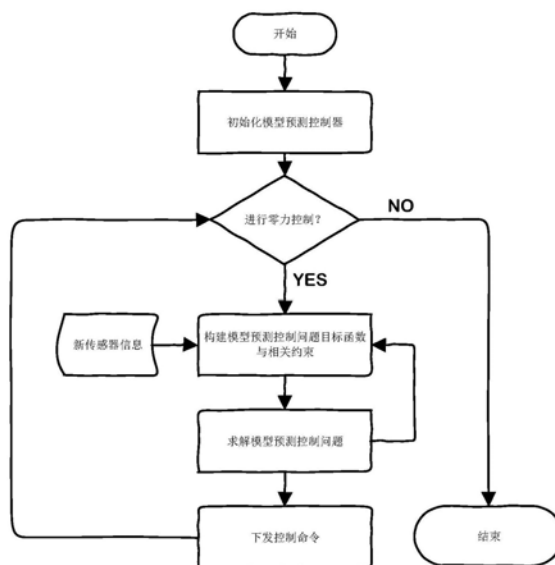 开始
初始化模型预测控制器
进行零力控制？
NO
YES
新传感器信息
构建模型预测控制问题目标函数
与相关约束
求解模型预测控制问题
下发控制命令
结束